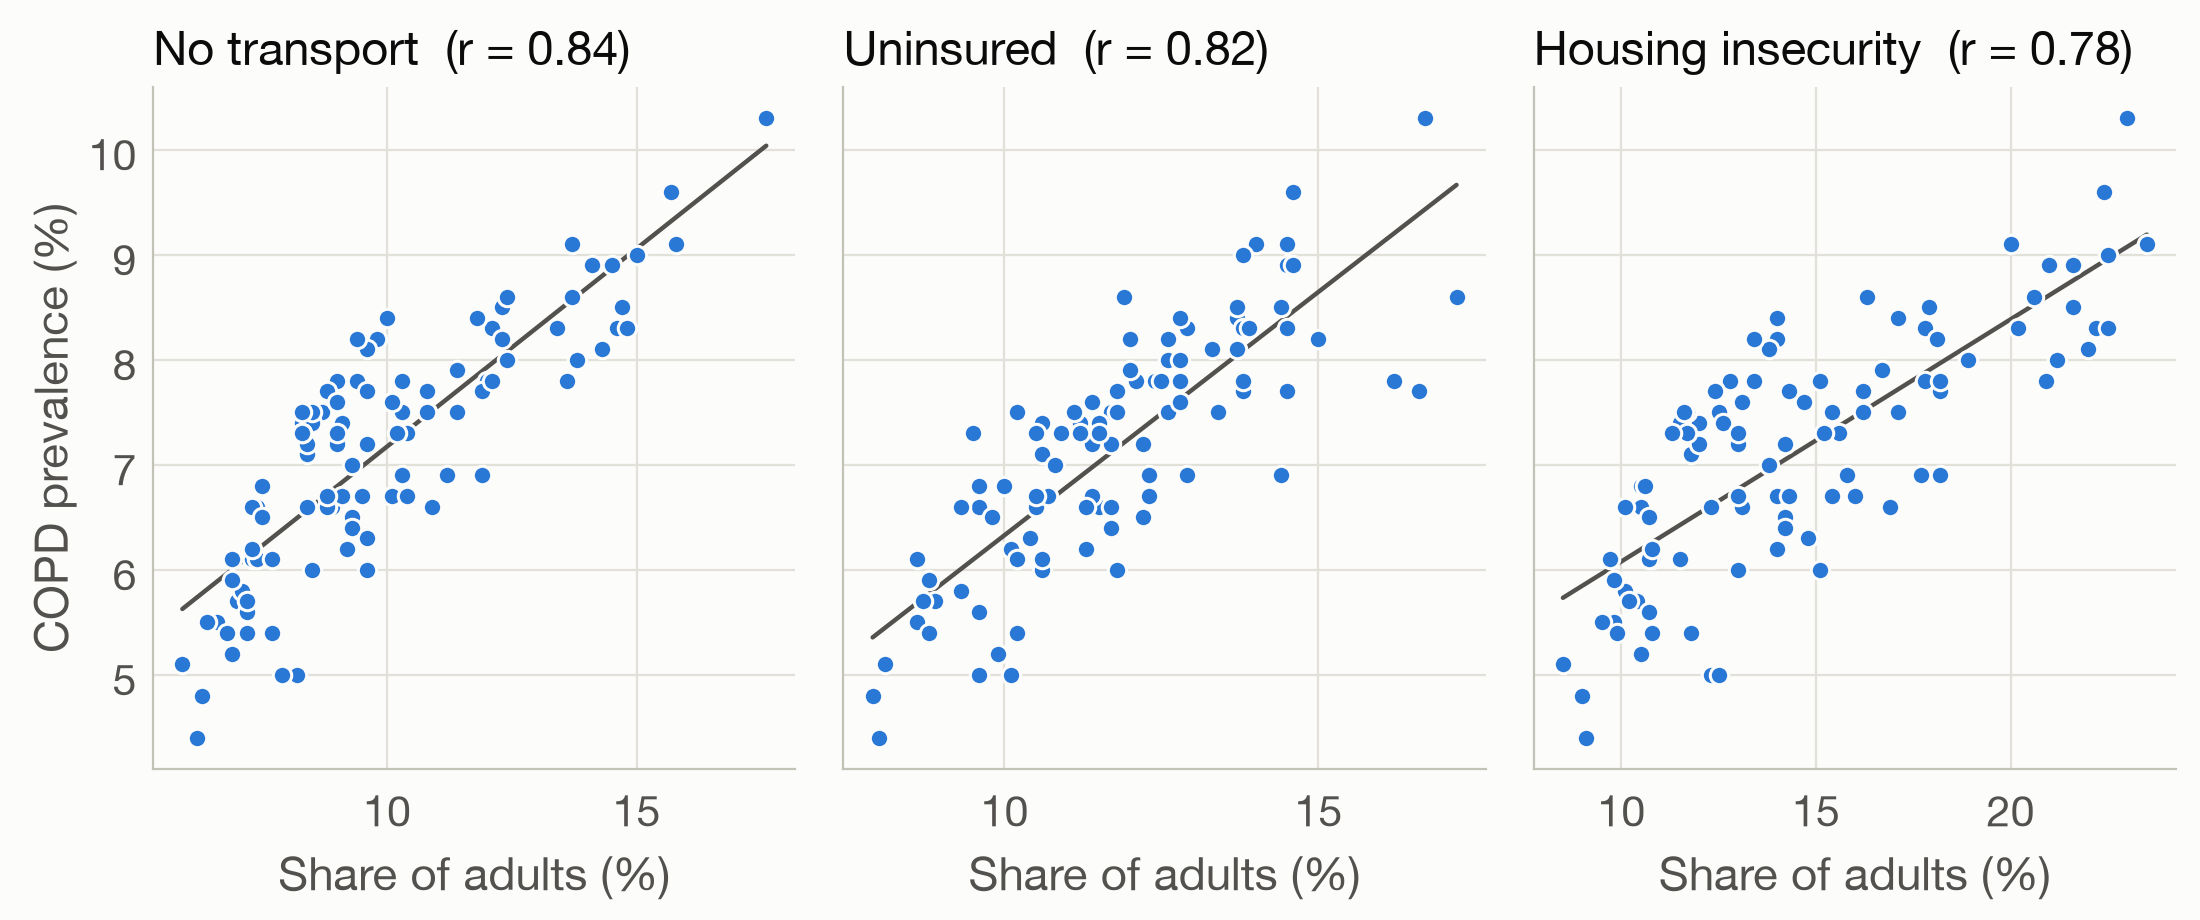 No transport (r = 0.84)
Uninsured (r = 0.82)
Housing insecurity (r = 0.78)
COPD prevalence (%)
10
9
8
7
6
5
10 15
10 15
10 15 20
Share of adults (%)
Share of adults (%)
Share of adults (%)